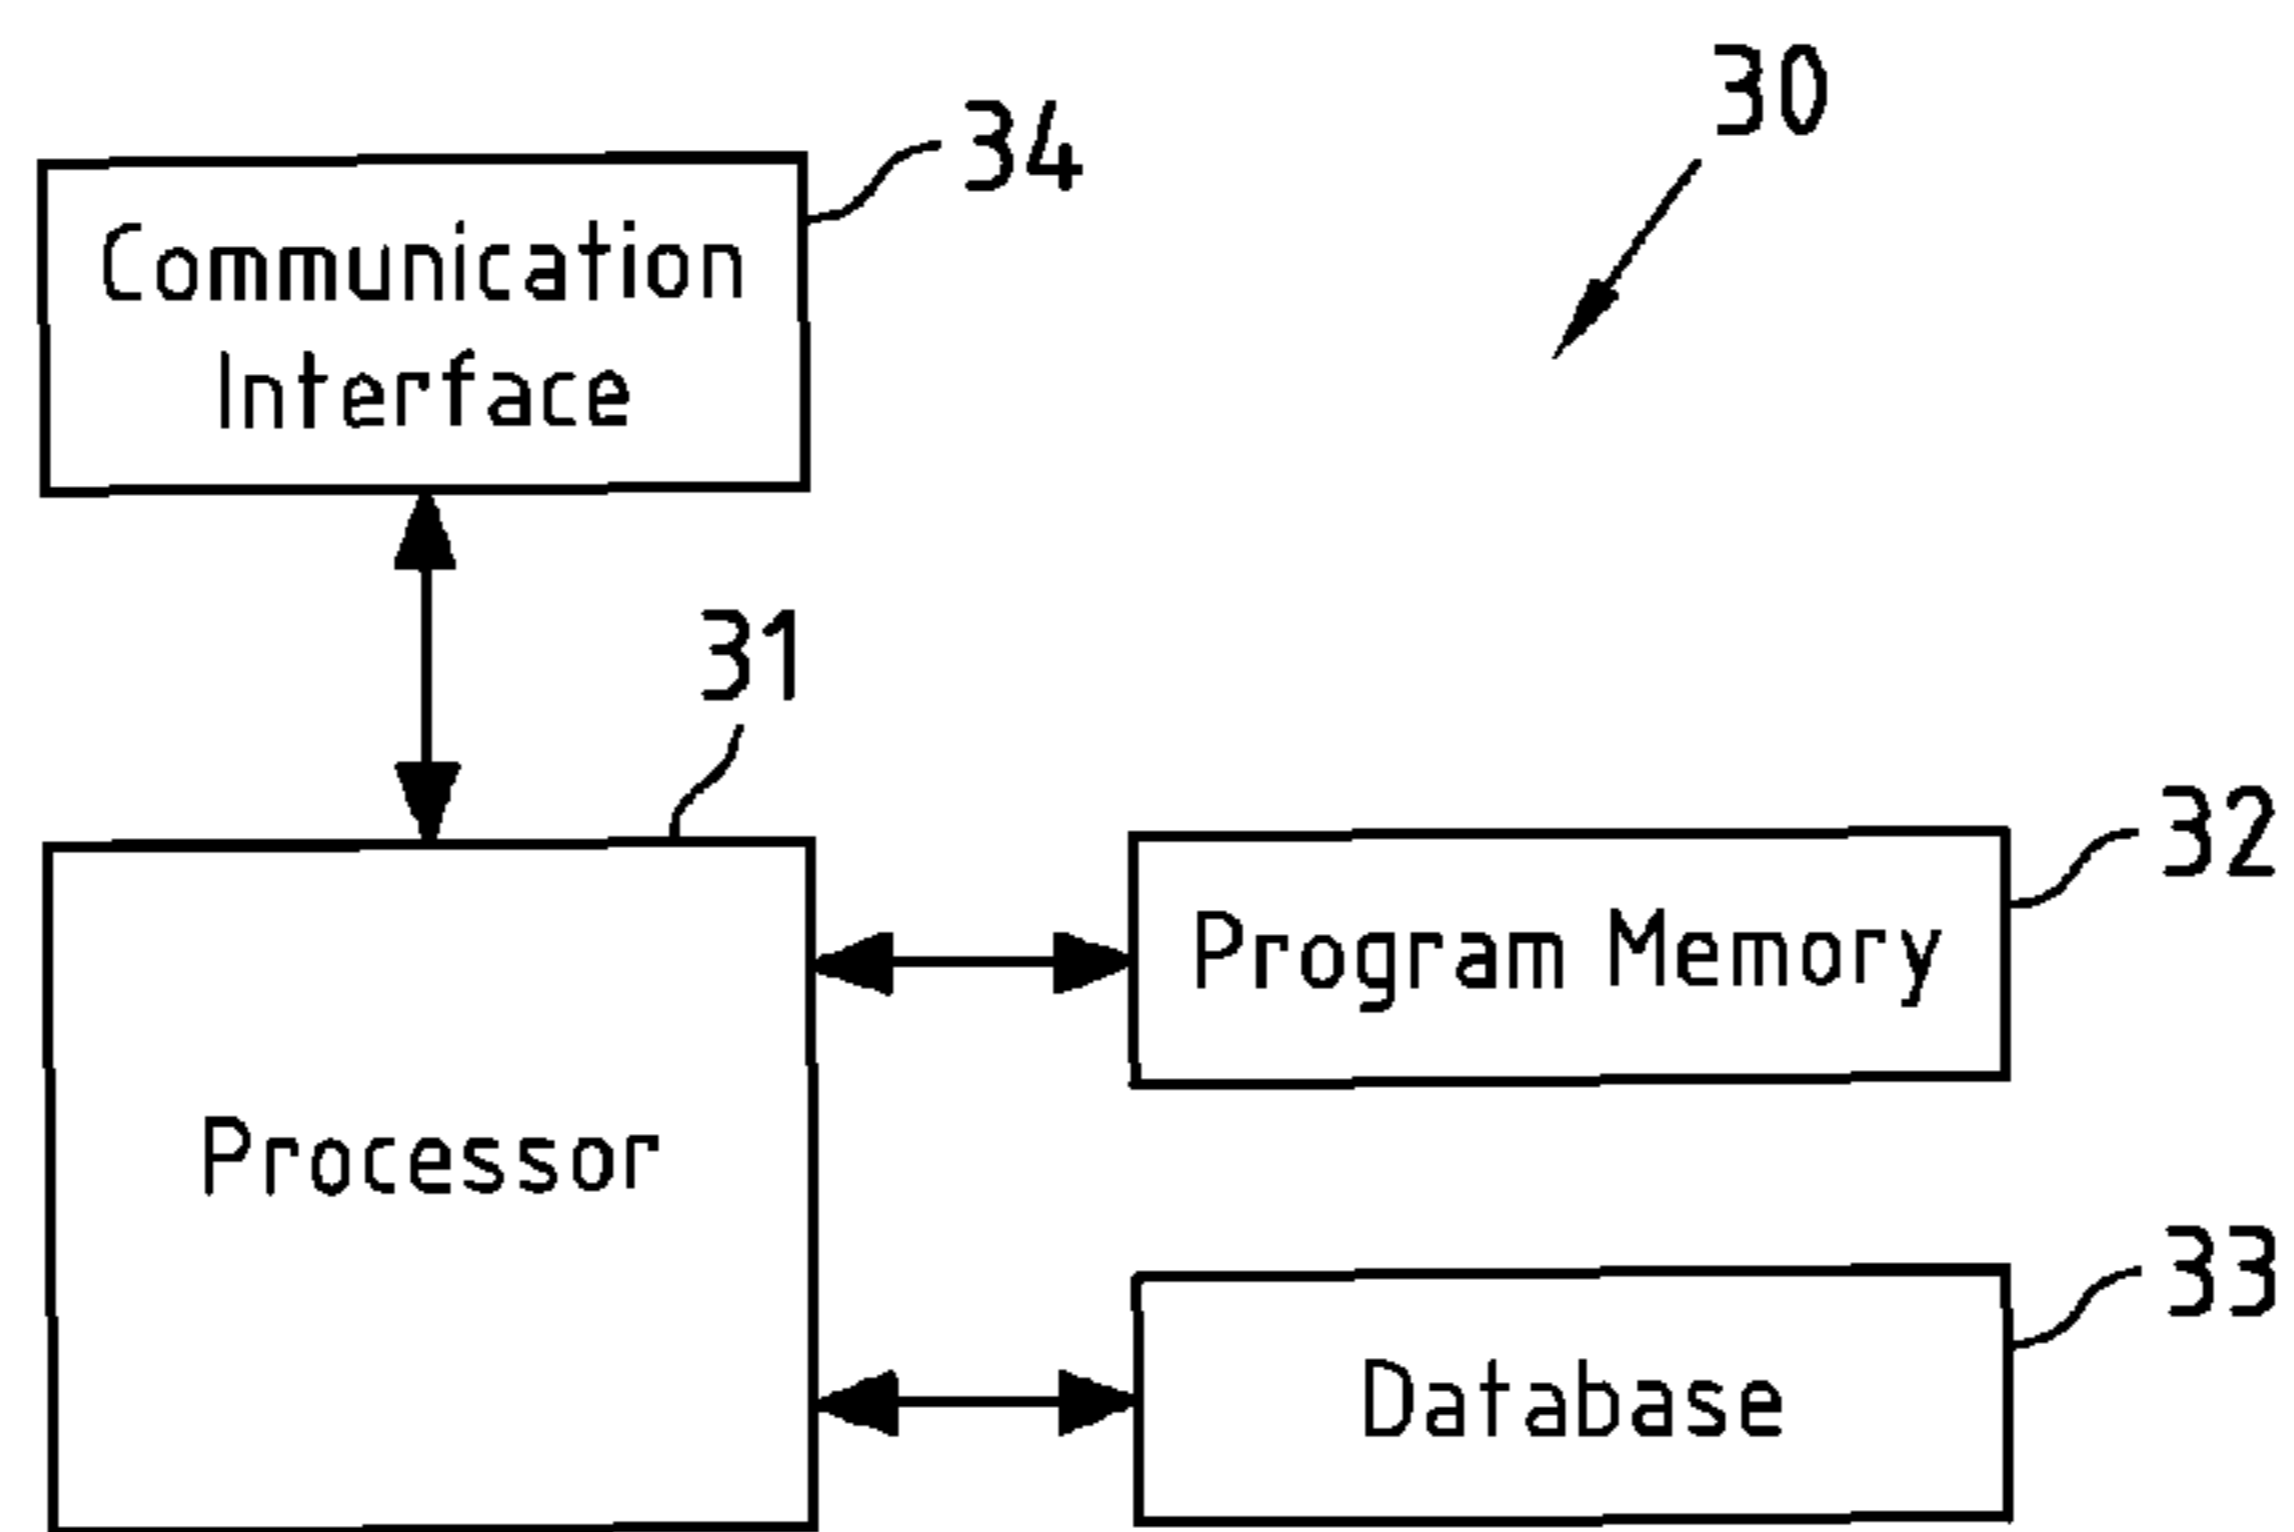 30
34
Communication
Interface
31
32
Program Memory
Processor
33
Database